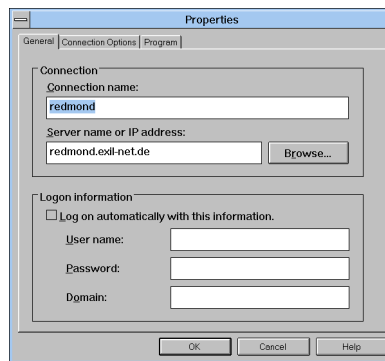 Properties
General Connection Options Program
Connection
Connection name:
redmond
Server name or IP address:
redmond.exil-net.de
Browse...
Logon information
Log on automatically with this information.
User name:
Password:
Domain:
OK Cancel Help